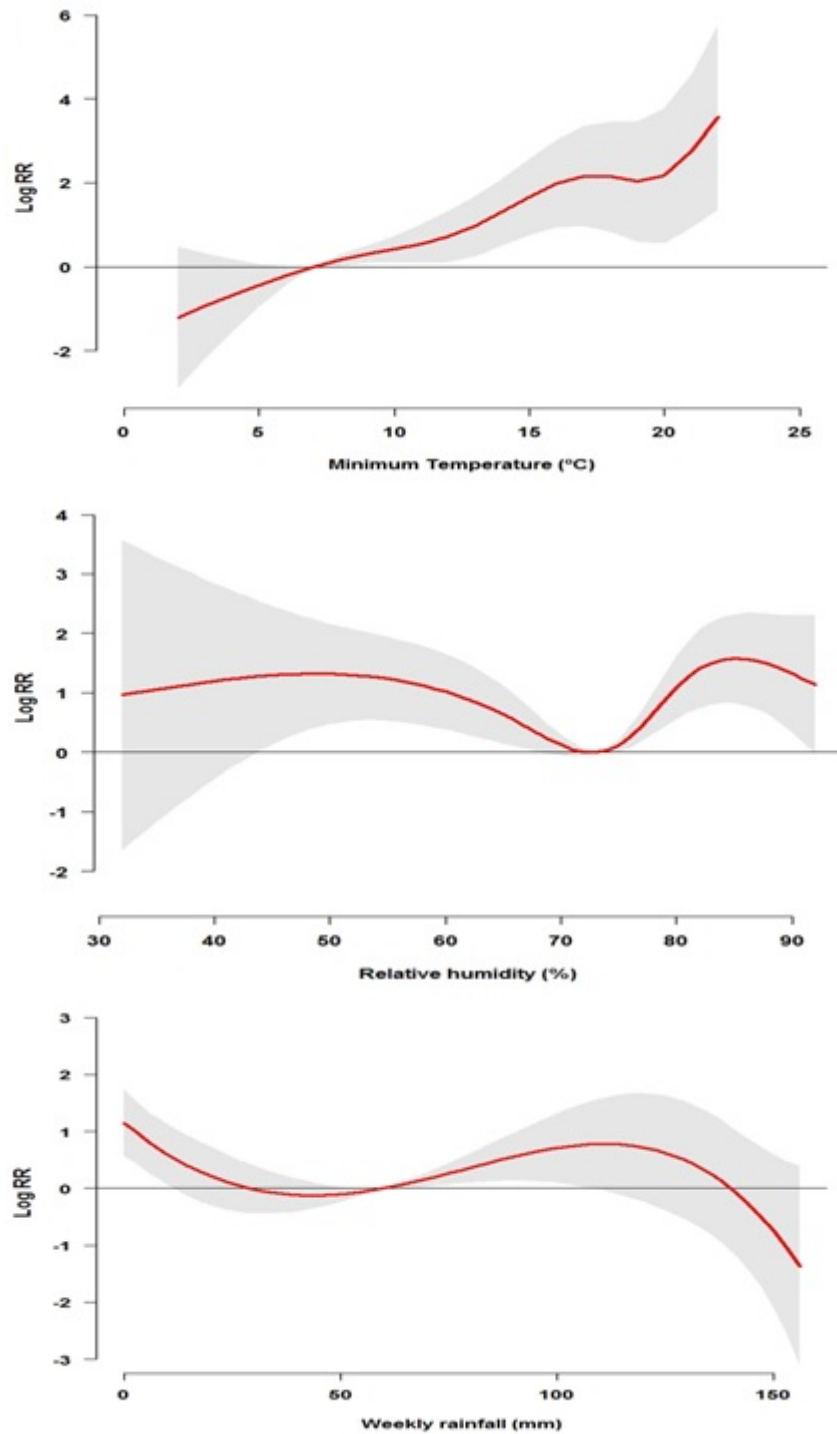 6
4
2
0
-2
Log RR
0 5 10 15 20 25
Minimum Temperature (ºC)
4
3
2
1
0
-1
-2
Log RR
30 40 50 60 70 80 90
Relative humidity (%)
3
2
1
0
-1
-2
-3
Log RR
0 50 100 150
Weekly rainfall (mm)